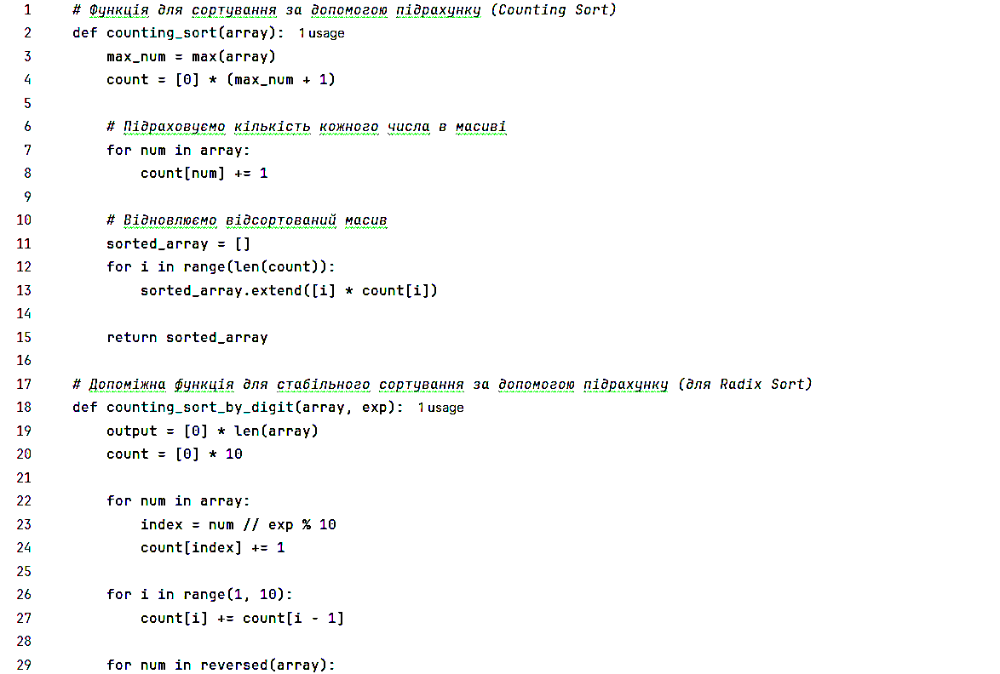 1 # Функція для сортування за допомогою підрахунку (Counting Sort)
2 def counting_sort(array): 1 usage
3     max_num = max(array)
4     count = [0] * (max_num + 1)
5
6     # Підраховуємо кількість кожного числа в масиві
7     for num in array:
8         count[num] += 1
9
10     # Відновлюємо відсортований масив
11     sorted_array = []
12     for i in range(len(count)):
13         sorted_array.extend([i] * count[i])
14
15     return sorted_array
16
17 # Допоміжна функція для стабільного сортування за допомогою підрахунку (для Radix Sort)
18 def counting_sort_by_digit(array, exp): 1 usage
19     output = [0] * len(array)
20     count = [0] * 10
21
22     for num in array:
23         index = num // exp % 10
24         count[index] += 1
25
26     for i in range(1, 10):
27         count[i] += count[i - 1]
28
29     for num in reversed(array):